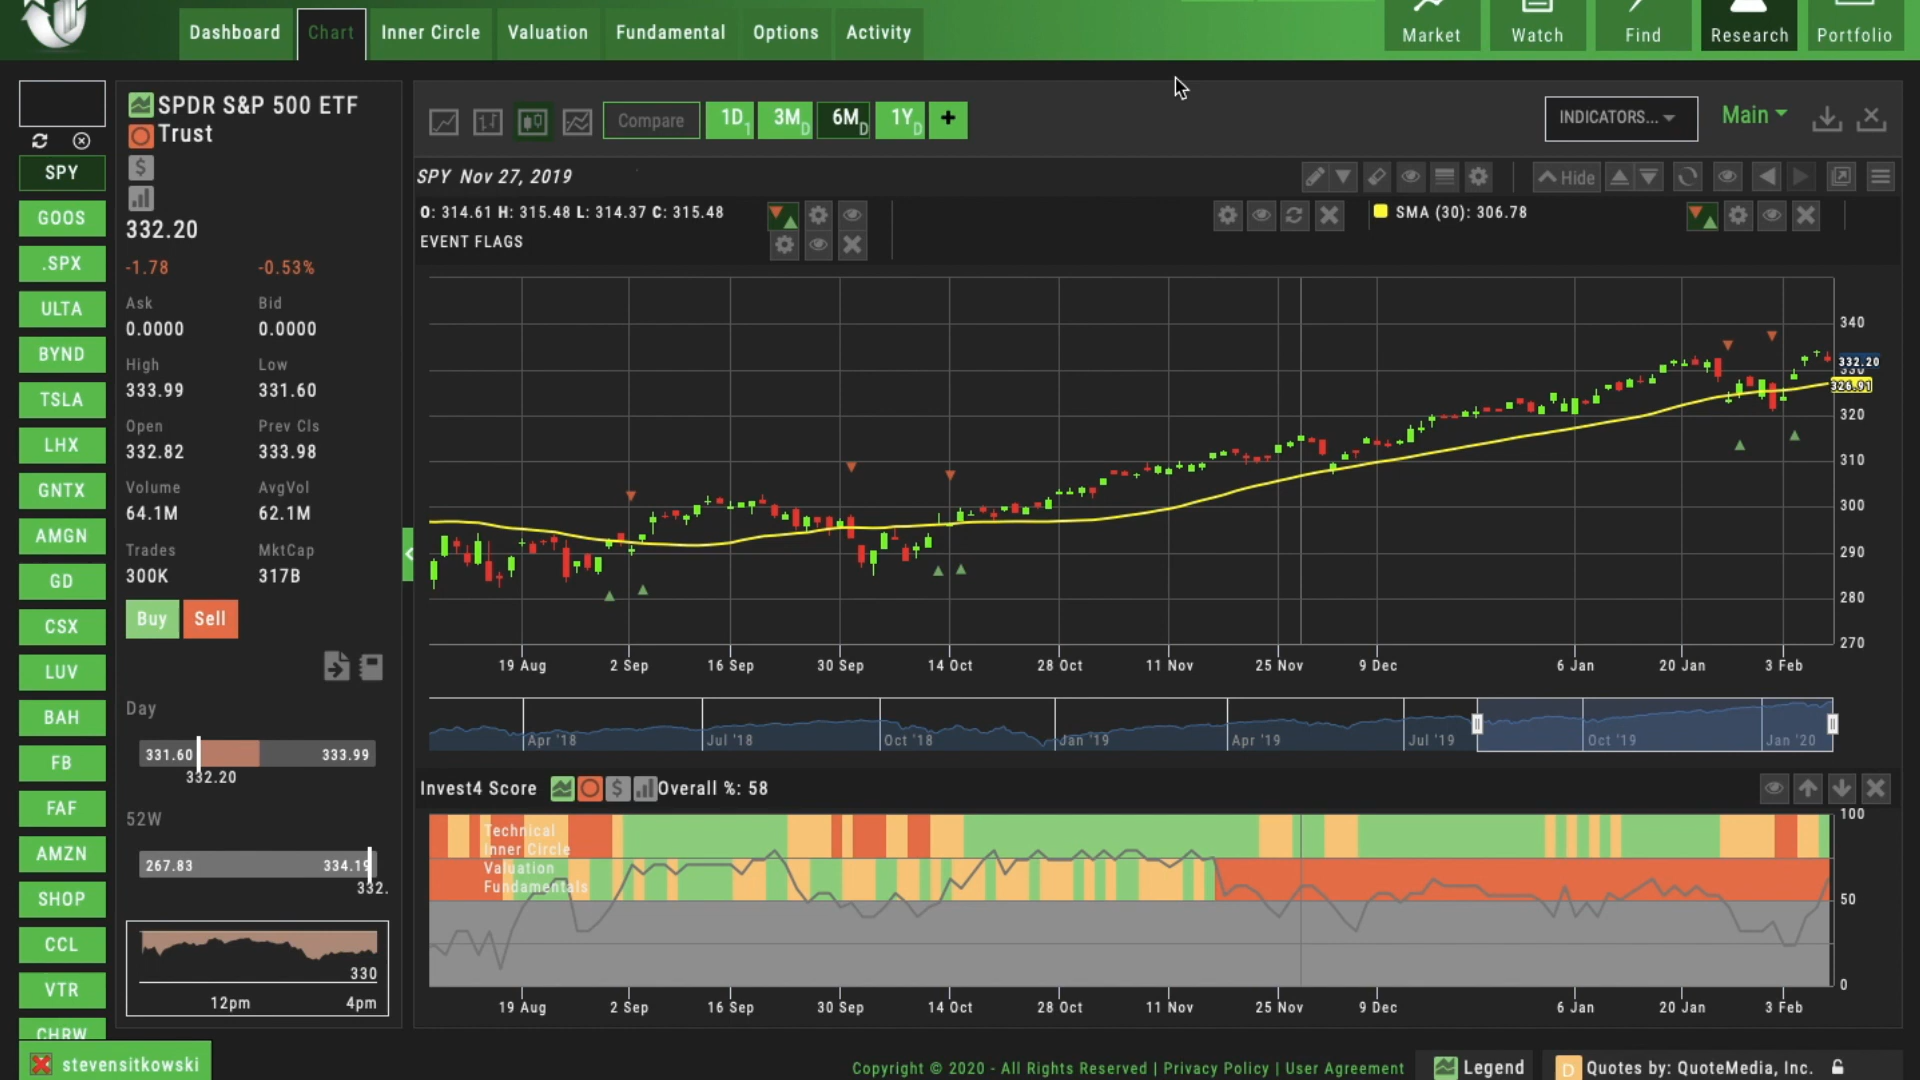 Dashboard Chart Inner Circle Valuation Fundamental Options Activity
Market Watch Find Research Portfolio
SPY
GOOS
.SPX
ULTA
BYND
TSLA
LHX
GNTX
AMGN
GD
CSX
LUV
BAH
FB
FAF
AMZN
SHOP
CCL
VTR
CHRW
stevensitkowski
SPDR S&P 500 ETF
Trust
$
332.20
-1.78 -0.53%
Ask Bid
0.0000 0.0000
High Low
333.99 331.60
Open Prev Cls
332.82 333.98
Volume AvgVol
64.1M 62.1M
Trades MktCap
300K 317B
Buy Sell
Day
331.60 333.99
332.20
52W
267.83 334.19
332.
330
12pm 4pm
Compare 1D 1 3M D 6M D 1Y D +
INDICATORS... Main
SPY Nov 27, 2019
Hide
O: 314.61 H: 315.48 L: 314.37 C: 315.48
SMA (30): 306.78
EVENT FLAGS
340
332.20
330
326.91
320
310
300
290
280
270
19 Aug 2 Sep 16 Sep 30 Sep 14 Oct 28 Oct 11 Nov 25 Nov 9 Dec 6 Jan 20 Jan 3 Feb
Apr '18 Jul '18 Oct '18 Jan '19 Apr '19 Jul '19 Oct '19 Jan '20
Invest4 Score $ Overall %: 58
100
Technical
Inner Circle
Valuation
Fundamentals
50
0
19 Aug 2 Sep 16 Sep 30 Sep 14 Oct 28 Oct 11 Nov 25 Nov 9 Dec 6 Jan 20 Jan 3 Feb
Copyright © 2020 - All Rights Reserved | Privacy Policy | User Agreement
Legend
D Quotes by: QuoteMedia, Inc.